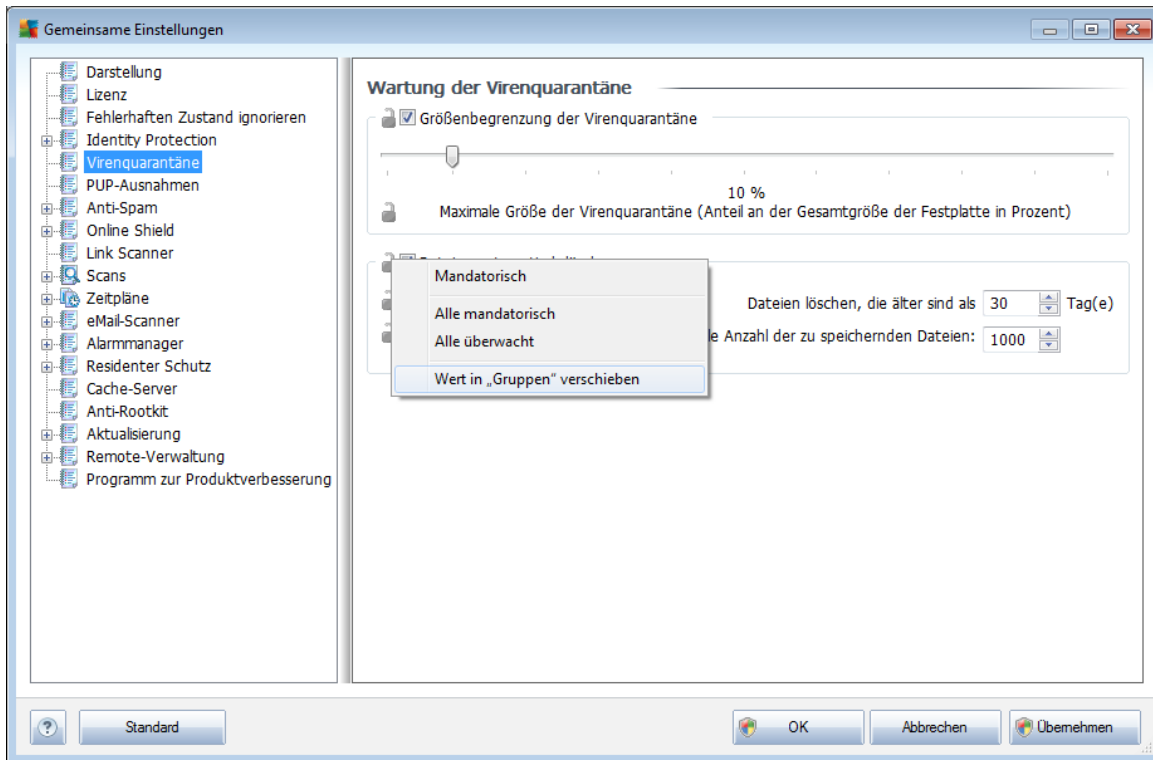 Gemeinsame Einstellungen
Darstellung
Lizenz
Fehlerhaften Zustand ignorieren
Identity Protection
Virenquarantäne
PUP-Ausnahmen
Anti-Spam
Online Shield
Link Scanner
Scans
Zeitpläne
eMail-Scanner
Alarmmanager
Residenter Schutz
Cache-Server
Anti-Rootkit
Aktualisierung
Remote-Verwaltung
Programm zur Produktverbesserung
Wartung der Virenquarantäne
Größenbegrenzung der Virenquarantäne
10 %
Maximale Größe der Virenquarantäne (Anteil an der Gesamtgröße der Festplatte in Prozent)
Mandatorisch
Alle mandatorisch
Alle überwacht
Wert in „Gruppen“ verschieben
Dateien löschen, die älter sind als 30 Tag(e)
Anzahl der zu speichernden Dateien: 1000
?
Standard
OK
Abbrechen
Übernehmen